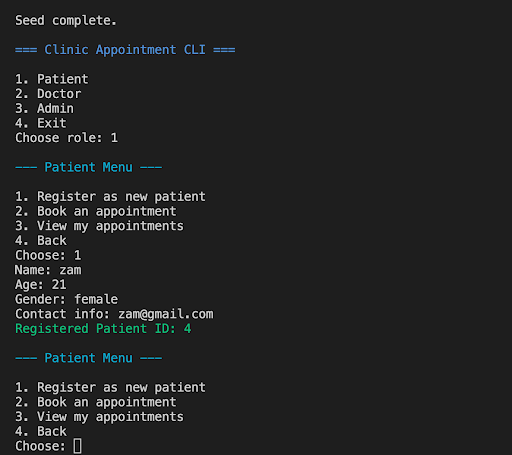 Seed complete.
=== Clinic Appointment CLI ===
1. Patient
2. Doctor
3. Admin
4. Exit
Choose role: 1
--- Patient Menu ---
1. Register as new patient
2. Book an appointment
3. View my appointments
4. Back
Choose: 1
Name: zam
Age: 21
Gender: female
Contact info: zam@gmail.com
Registered Patient ID: 4
--- Patient Menu ---
1. Register as new patient
2. Book an appointment
3. View my appointments
4. Back
Choose: